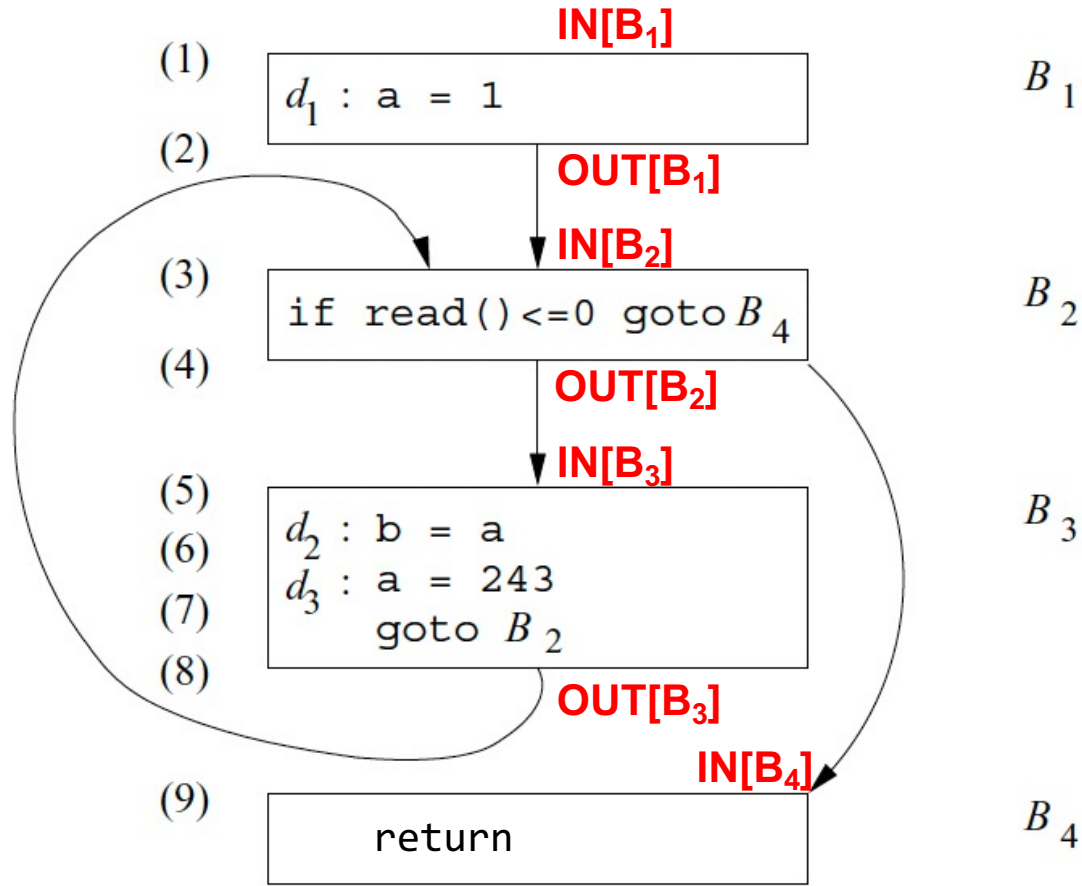 IN[B₁]
(1) d₁ : a = 1 B₁
(2) OUT[B₁]
IN[B₂]
(3) if read()<=0 goto B₄ B₂
(4) OUT[B₂]
IN[B₃]
(5) d₂ : b = a B₃
(6) d₃ : a = 243
(7) goto B₂
(8) OUT[B₃]
IN[B₄]
(9) return B₄